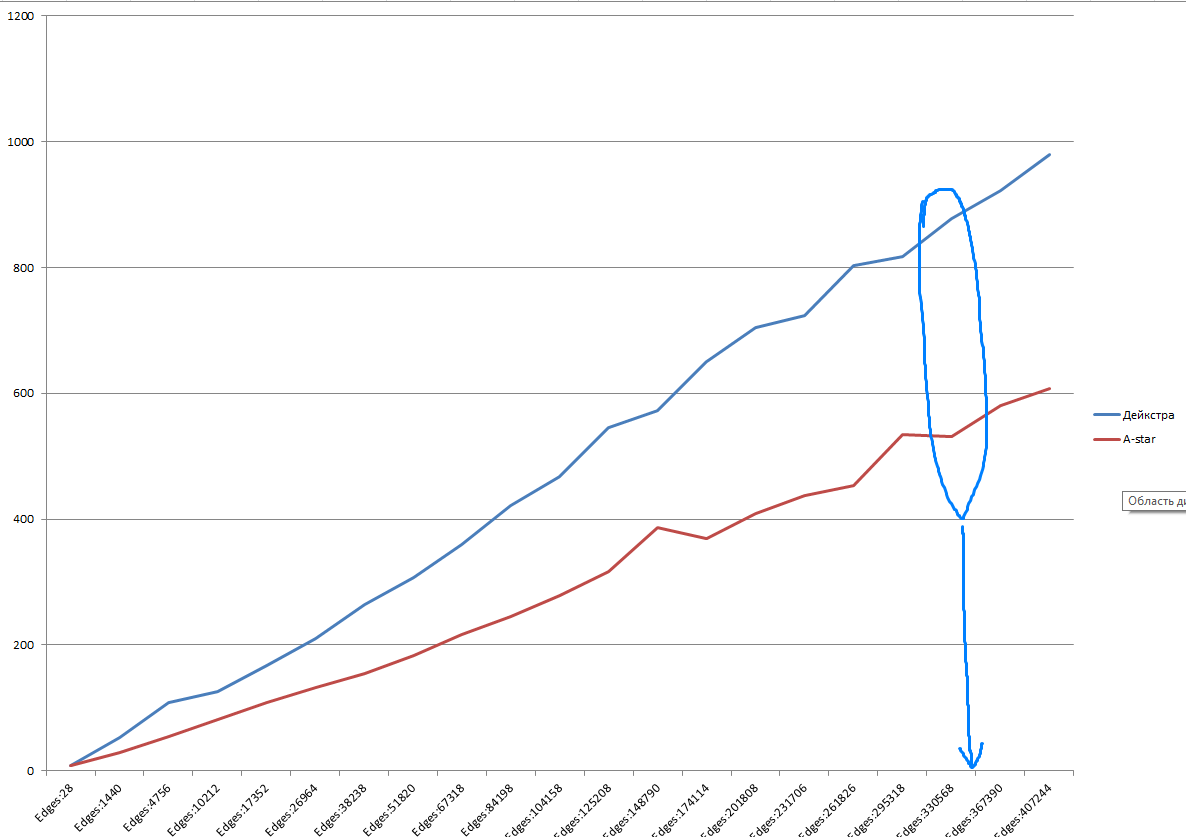 1200
1000
800
600
400
200
0
Edges:28
Edges:1440
Edges:4756
Edges:10212
Edges:17352
Edges:26964
Edges:38238
Edges:51820
Edges:67318
Edges:84198
Edges:104158
Edges:125208
Edges:148790
Edges:174114
Edges:201808
Edges:231706
Edges:261826
Edges:295318
Edges:330568
Edges:367390
Edges:407244
Дейкстра
A-star
Область ди